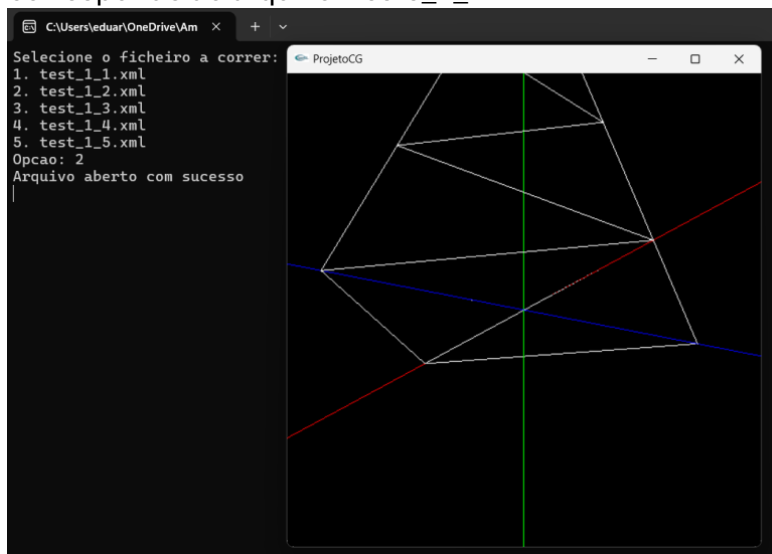 C:\Users\eduar\OneDrive\Am
Selecione o ficheiro a correr:
1. test_1_1.xml
2. test_1_2.xml
3. test_1_3.xml
4. test_1_4.xml
5. test_1_5.xml
Opcao: 2
Arquivo aberto com sucesso
ProjetoCG